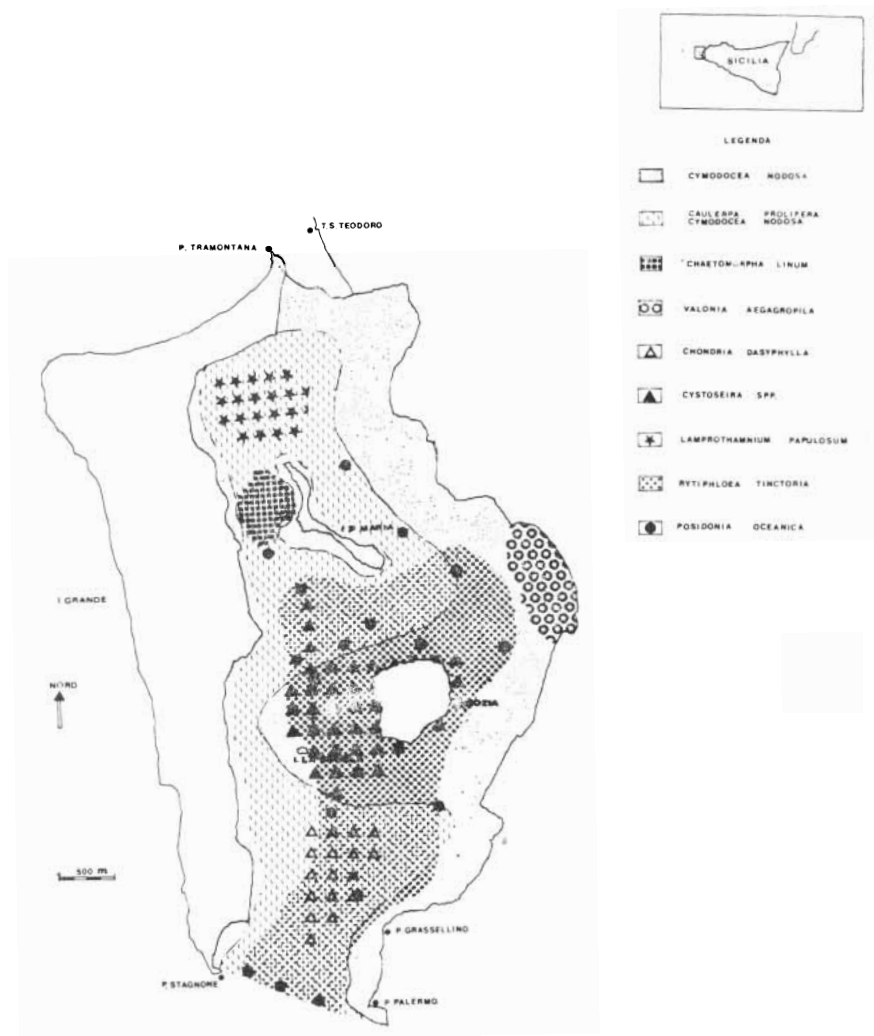 SICILIA
LEGENDA
CYMODOCEA NODOSA
CAULERPA PROLIFERA
CYMODOCEA NODOSA
CHAETOMORPHA LINUM
VALONIA AEGAGROPILA
CHONDRIA DASYPHYLLA
CYSTOSEIRA SPP.
LAMPROTHAMNIUM PAPULOSUM
RYTIPHLOEA TINCTORIA
POSIDONIA OCEANICA
T.S TEODORO
P. TRAMONTANA
MARIA
I GRANDE
NORD
500 m
P. GRASSELLINO
P. STAGNONE
P. PALERMO